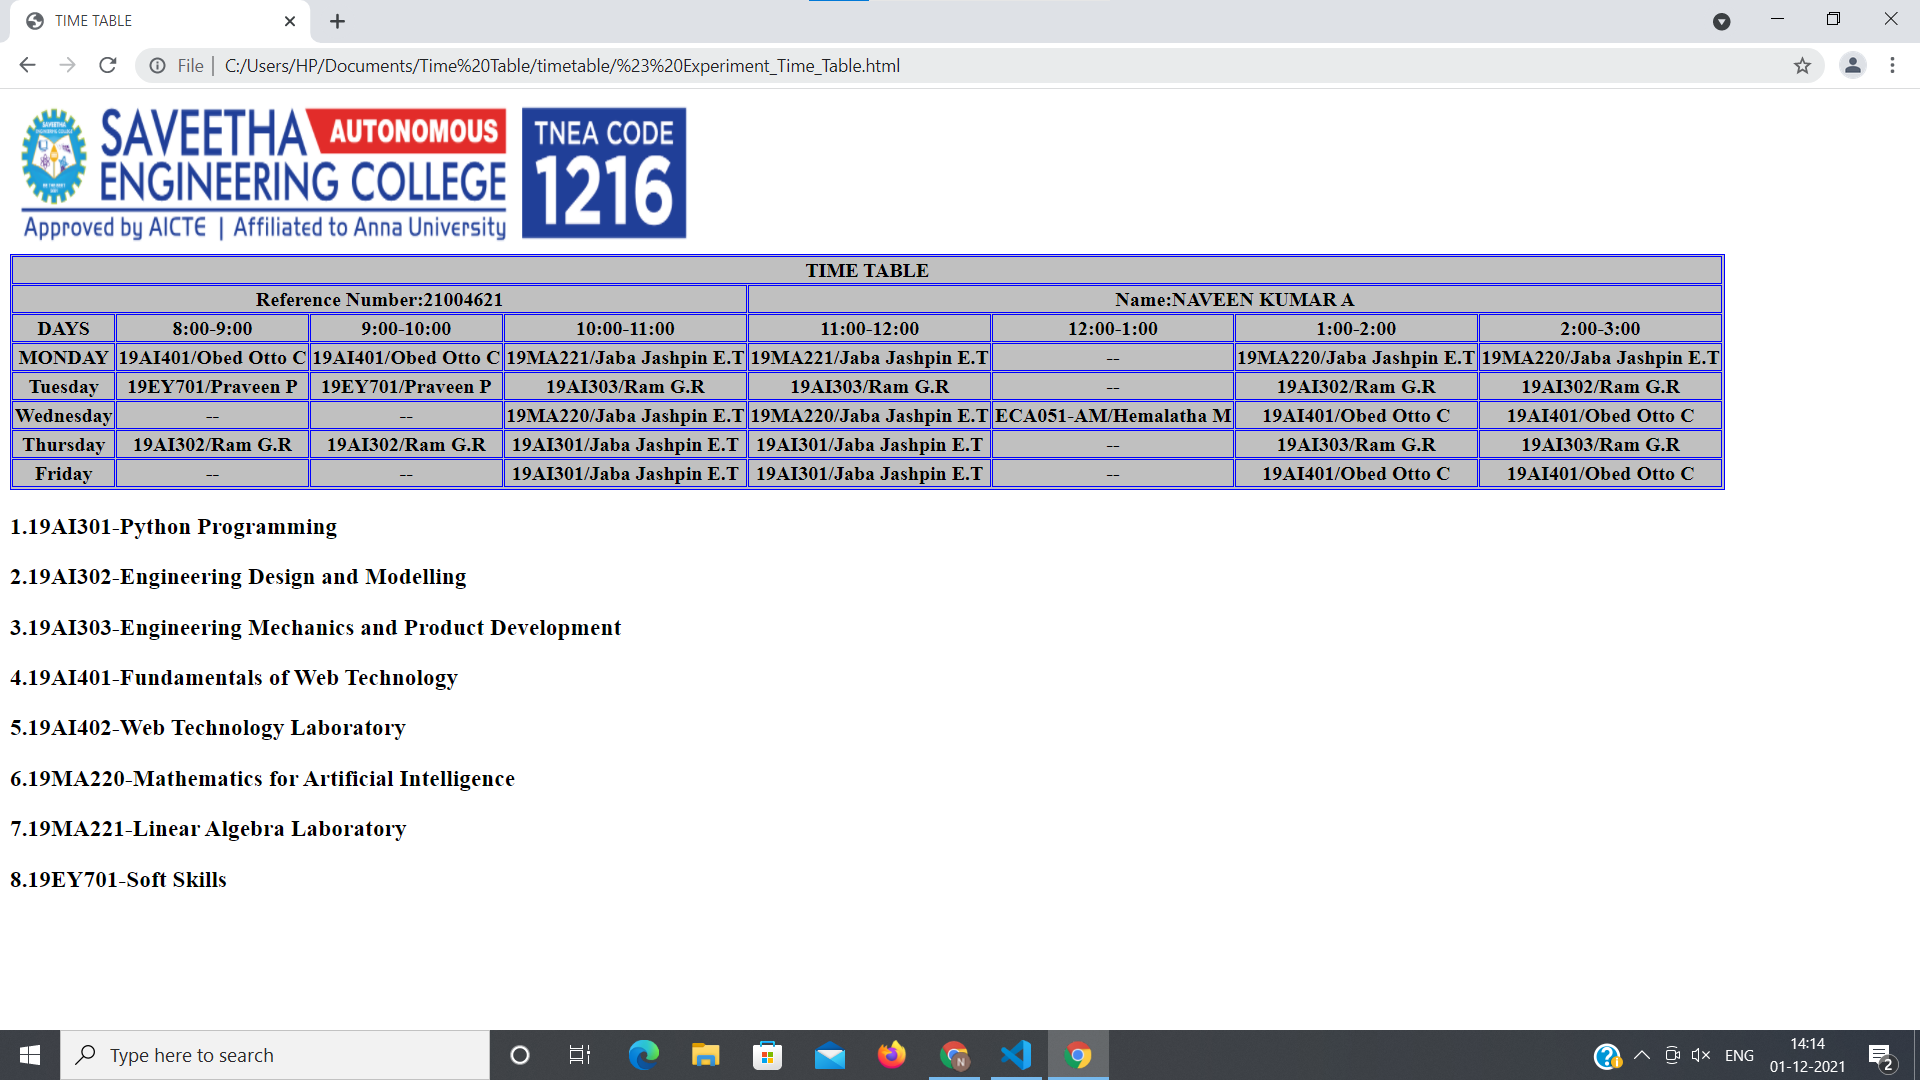 TIME TABLE
File | C:/Users/HP/Documents/Time%20Table/timetable/%23%20Experiment_Time_Table.html
SAVEETHA AUTONOMOUS
ENGINEERING COLLEGE
Approved by AICTE | Affiliated to Anna University
TNEA CODE
1216
TIME TABLE
Reference Number:21004621 Name:NAVEEN KUMAR A
DAYS 8:00-9:00 9:00-10:00 10:00-11:00 11:00-12:00 12:00-1:00 1:00-2:00 2:00-3:00
MONDAY 19AI401/Obed Otto C 19AI401/Obed Otto C 19MA221/Jaba Jashpin E.T 19MA221/Jaba Jashpin E.T -- 19MA220/Jaba Jashpin E.T 19MA220/Jaba Jashpin E.T
Tuesday 19EY701/Praveen P 19EY701/Praveen P 19AI303/Ram G.R 19AI303/Ram G.R -- 19AI302/Ram G.R 19AI302/Ram G.R
Wednesday -- -- 19MA220/Jaba Jashpin E.T 19MA220/Jaba Jashpin E.T ECA051-AM/Hemalatha M 19AI401/Obed Otto C 19AI401/Obed Otto C
Thursday 19AI302/Ram G.R 19AI302/Ram G.R 19AI301/Jaba Jashpin E.T 19AI301/Jaba Jashpin E.T -- 19AI303/Ram G.R 19AI303/Ram G.R
Friday -- -- 19AI301/Jaba Jashpin E.T 19AI301/Jaba Jashpin E.T -- 19AI401/Obed Otto C 19AI401/Obed Otto C
1.19AI301-Python Programming
2.19AI302-Engineering Design and Modelling
3.19AI303-Engineering Mechanics and Product Development
4.19AI401-Fundamentals of Web Technology
5.19AI402-Web Technology Laboratory
6.19MA220-Mathematics for Artificial Intelligence
7.19MA221-Linear Algebra Laboratory
8.19EY701-Soft Skills
Type here to search
N
ENG
14:14
01-12-2021
2